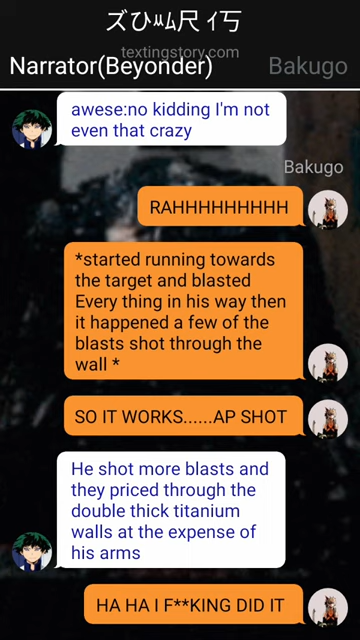 ズひﾶﾑ尺 ｲ丂
textingstory.com
Narrator(Beyonder) Bakugo
awese:no kidding I'm not
even that crazy
Bakugo
RAHHHHHHHHH
*started running towards
the target and blasted
Every thing in his way then
it happened a few of the
blasts shot through the
wall *
SO IT WORKS......AP SHOT
He shot more blasts and
they priced through the
double thick titanium
walls at the expense of
his arms
HA HA I F**KING DID IT